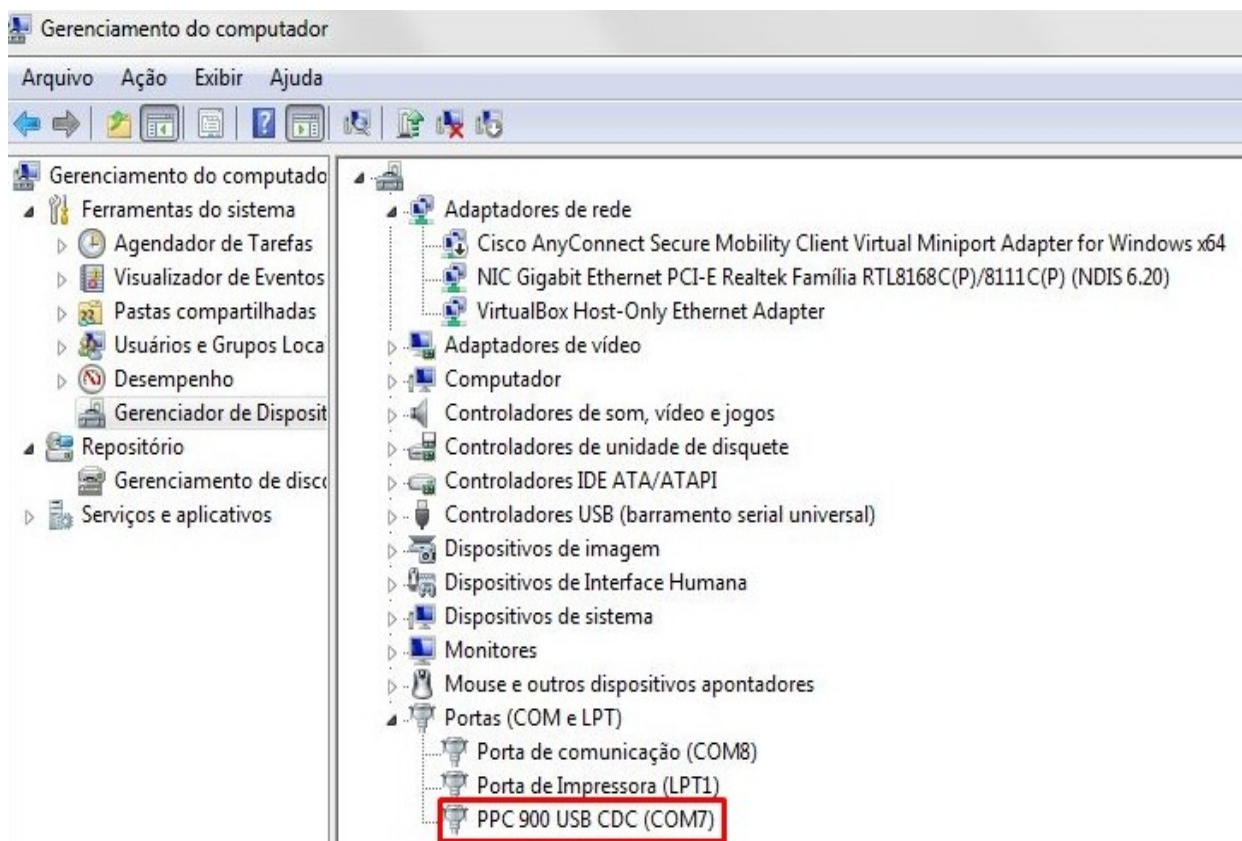 Gerenciamento do computador
Arquivo Ação Exibir Ajuda
Gerenciamento do computado
Ferramentas do sistema
Agendador de Tarefas
Visualizador de Eventos
Pastas compartilhadas
Usuários e Grupos Loca
Desempenho
Gerenciador de Disposit
Repositório
Gerenciamento de disco
Serviços e aplicativos
Adaptadores de rede
Cisco AnyConnect Secure Mobility Client Virtual Miniport Adapter for Windows x64
NIC Gigabit Ethernet PCI-E Realtek Família RTL8168C(P)/8111C(P) (NDIS 6.20)
VirtualBox Host-Only Ethernet Adapter
Adaptadores de vídeo
Computador
Controladores de som, vídeo e jogos
Controladores de unidade de disquete
Controladores IDE ATA/ATAPI
Controladores USB (barramento serial universal)
Dispositivos de imagem
Dispositivos de Interface Humana
Dispositivos de sistema
Monitores
Mouse e outros dispositivos apontadores
Portas (COM e LPT)
Porta de comunicação (COM8)
Porta de Impressora (LPT1)
PPC 900 USB CDC (COM7)